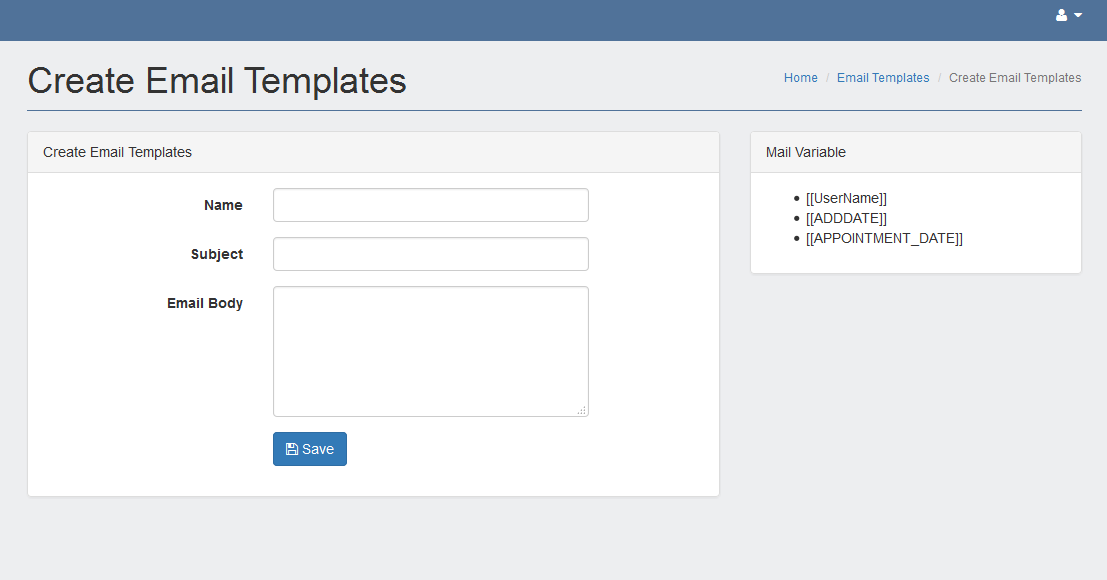 Create Email Templates
Home / Email Templates / Create Email Templates
Create Email Templates
Name
Subject
Email Body
Save
Mail Variable
• [[UserName]]
• [[ADDDATE]]
• [[APPOINTMENT_DATE]]